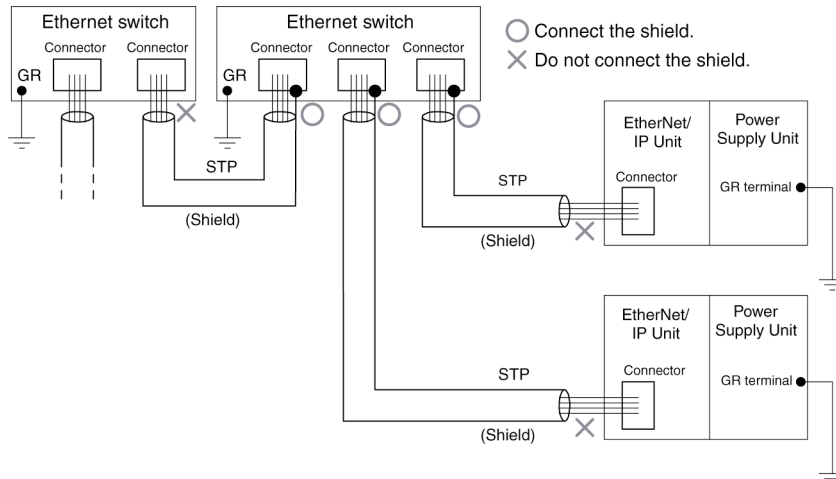 Ethernet switch
Connector
Connector
GR
Ethernet switch
Connector
Connector
Connector
GR
Connect the shield.
Do not connect the shield.
STP
(Shield)
EtherNet/
IP Unit
Power
Supply Unit
Connector
GR terminal
STP
(Shield)
EtherNet/
IP Unit
Power
Supply Unit
Connector
GR terminal
STP
(Shield)